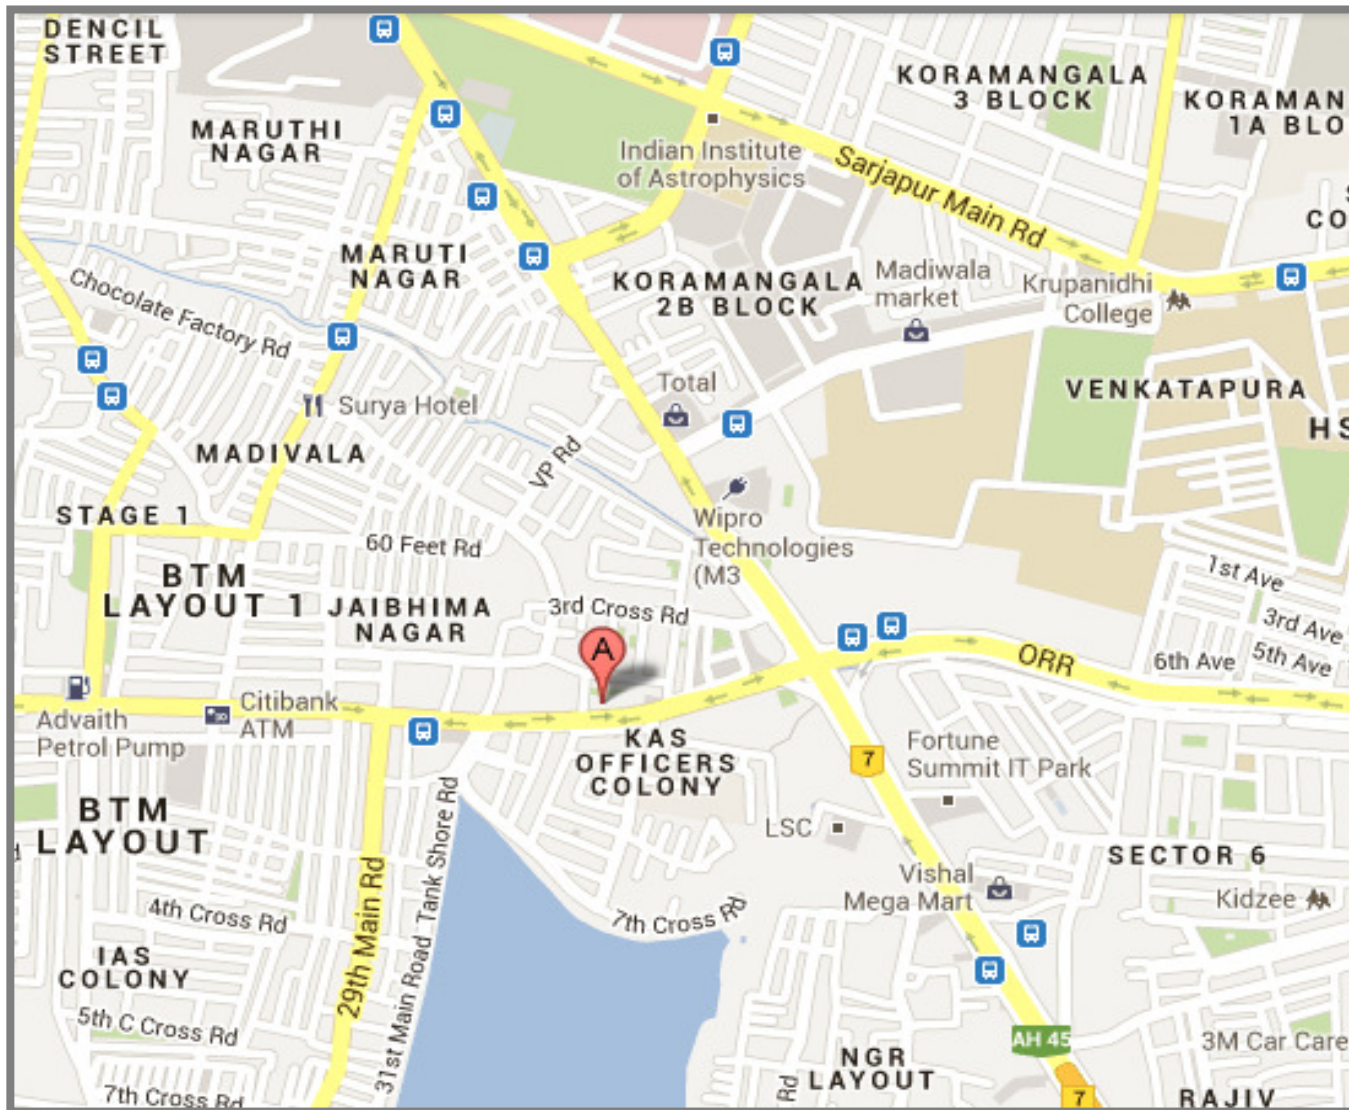 DENCIL
STREET
KORAMANGALA
3 BLOCK
KORAMAN
1A BLO
MARUTHI
NAGAR
Indian Institute
of Astrophysics
Sarjapur Main Rd
S
CO
MARUTI
NAGAR
KORAMANGALA
2B BLOCK
Madiwala
market
Krupanidhi
College
Chocolate Factory Rd
Total
VENKATAPURA
Surya Hotel
HS
MADIVALA
VP Rd
STAGE 1
Wipro
Technologies
(M3
60 Feet Rd
BTM
LAYOUT 1
JAIBHIMA
NAGAR
3rd Cross Rd
1st Ave
3rd Ave
5th Ave
6th Ave
A
ORR
Advaith
Petrol Pump
Citibank
ATM
KAS
OFFICERS
COLONY
7
Fortune
Summit IT Park
BTM
LAYOUT
LSC
SECTOR 6
Vishal
Mega Mart
Kidzee
4th Cross Rd
29th Main Rd
31st Main Road Tank Shore Rd
7th Cross Rd
IAS
COLONY
5th C Cross Rd
AH 45
3M Car Care
NGR
LAYOUT
Rd
7
7th Cross Rd
RAJIV